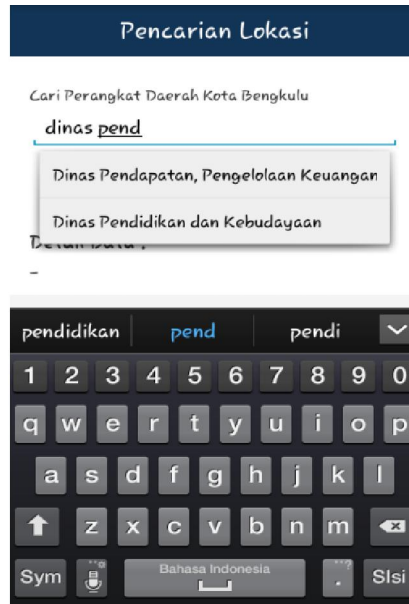 Pencarian Lokasi
Cari Perangkat Daerah Kota Bengkulu
dinas pend
Dinas Pendapatan, Pengelolaan Keuangan
Dinas Pendidikan dan Kebudayaan
-
pendidikan pend pendi
1 2 3 4 5 6 7 8 9 0
q w e r t y u i o p
a s d f g h j k l
z x c v b n m
Sym Bahasa Indonesia . SIsi